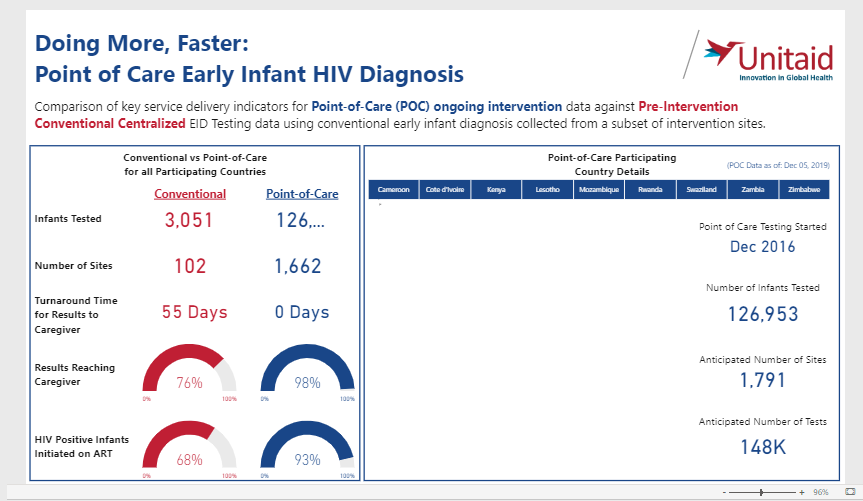 Doing More, Faster:
Point of Care Early Infant HIV Diagnosis
Unitaid
Innovation in Global Health
Comparison of key service delivery indicators for Point-of-Care (POC) ongoing intervention data against Pre-Intervention
Conventional Centralized EID Testing data using conventional early infant diagnosis collected from a subset of intervention sites.
Conventional vs Point-of-Care
for all Participating Countries
Conventional Point-of-Care
Infants Tested 3,051 126,...
Number of Sites 102 1,662
Turnaround Time
for Results to
Caregiver
55 Days 0 Days
Results Reaching
Caregiver
76% 98%
0% 100% 0% 100%
HIV Positive Infants
Initiated on ART
68% 93%
0% 100% 0% 100%
Point-of-Care Participating
Country Details
(POC Data as of: Dec 05, 2019)
Cameroon Cote d'Ivoire Kenya Lesotho Mozambique Rwanda Swaziland Zambia Zimbabwe
Point of Care Testing Started
Dec 2016
Number of Infants Tested
126,953
Anticipated Number of Sites
1,791
Anticipated Number of Tests
148K
- + 96%